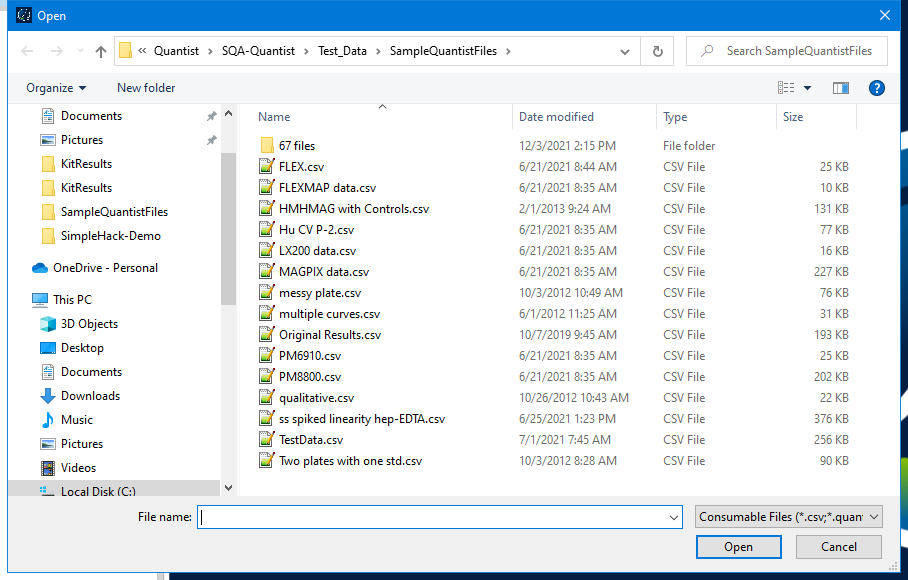 Open
« Quantist › SQA-Quantist › Test_Data › SampleQuantistFiles ›
Search SampleQuantistFiles
Organize
New folder
?
Documents
Pictures
KitResults
KitResults
SampleQuantistFiles
SimpleHack-Demo
OneDrive - Personal
This PC
3D Objects
Desktop
Documents
Downloads
Music
Pictures
Videos
Local Disk (C:)
Name Date modified Type Size
67 files 12/3/2021 2:15 PM File folder
FLEX.csv 6/21/2021 8:44 AM CSV File 25 KB
FLEXMAP data.csv 6/21/2021 8:35 AM CSV File 10 KB
HMHMAG with Controls.csv 2/1/2013 9:24 AM CSV File 131 KB
Hu CV P-2.csv 6/21/2021 8:35 AM CSV File 77 KB
LX200 data.csv 6/21/2021 8:35 AM CSV File 16 KB
MAGPIX data.csv 6/21/2021 8:35 AM CSV File 227 KB
messy plate.csv 10/3/2012 10:49 AM CSV File 76 KB
multiple curves.csv 6/1/2012 11:25 AM CSV File 31 KB
Original Results.csv 10/7/2019 9:45 AM CSV File 193 KB
PM6910.csv 6/21/2021 8:35 AM CSV File 25 KB
PM8800.csv 6/21/2021 8:35 AM CSV File 202 KB
qualitative.csv 10/26/2012 10:43 AM CSV File 22 KB
ss spiked linearity hep-EDTA.csv 6/25/2021 1:23 PM CSV File 376 KB
TestData.csv 7/1/2021 7:45 AM CSV File 256 KB
Two plates with one std.csv 10/3/2012 8:28 AM CSV File 90 KB
File name:
Consumable Files (*.csv;*.quant
Open
Cancel